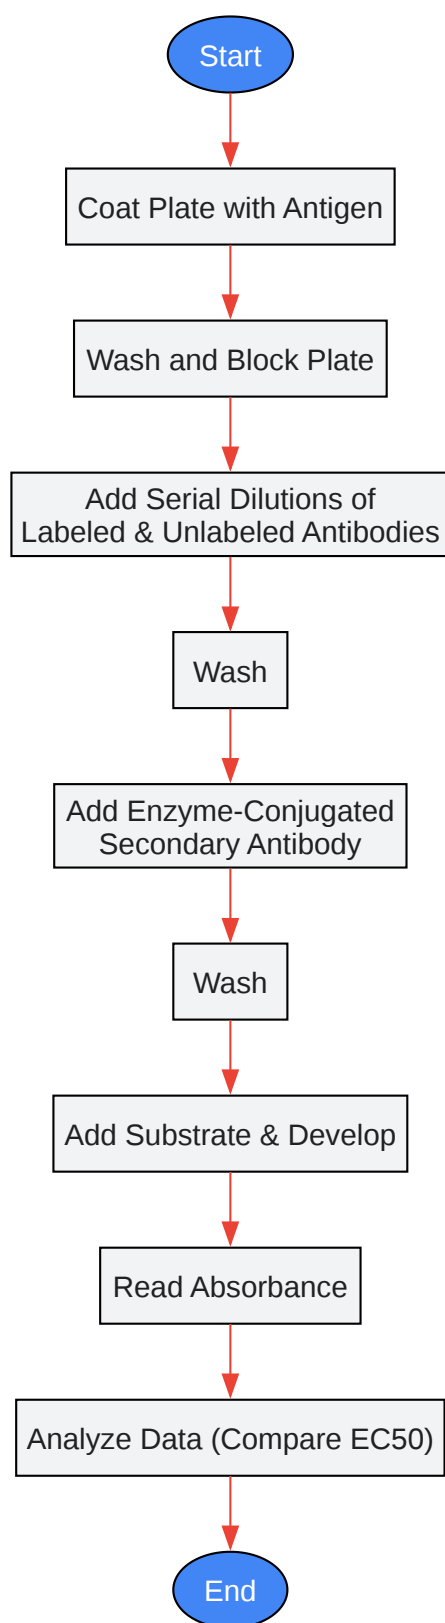 Start
Coat Plate with Antigen
Wash and Block Plate
Add Serial Dilutions of
Labeled & Unlabeled Antibodies
Wash
Add Enzyme-Conjugated
Secondary Antibody
Wash
Add Substrate & Develop
Read Absorbance
Analyze Data (Compare EC50)
End